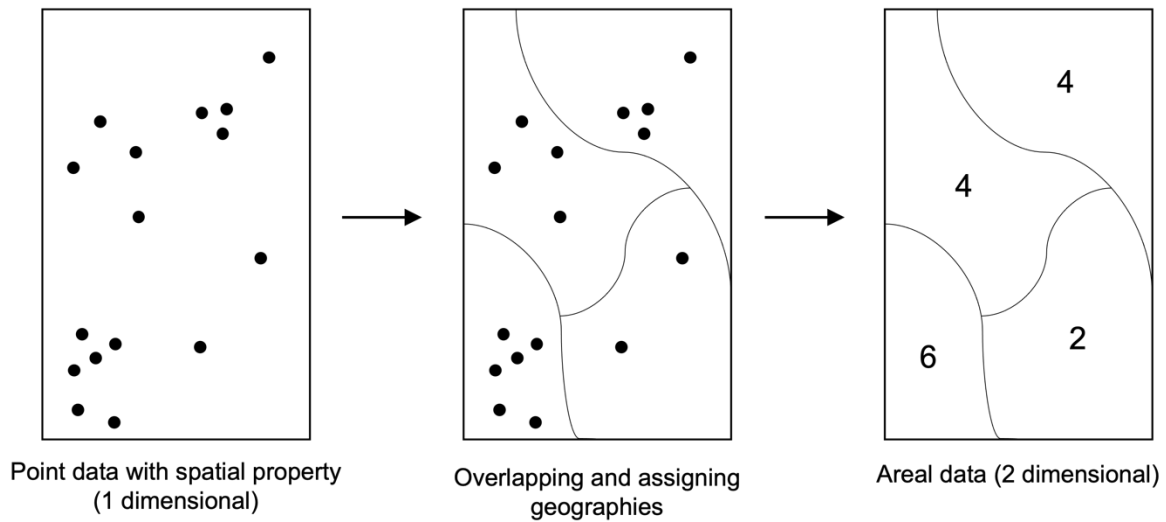 4
4
6
2
Point data with spatial property
(1 dimensional)
Overlapping and assigning
geographies
Areal data (2 dimensional)